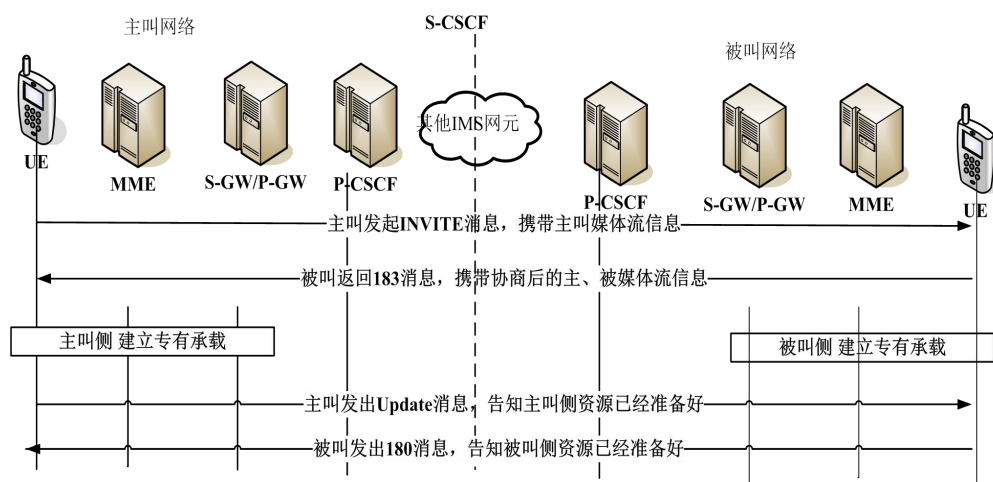 主叫网络
S-CSCF
被叫网络
其他IMS网元
UE
MME
S-GW/P-GW
P-CSCF
P-CSCF
S-GW/P-GW
MME
UE
主叫发起INVITE消息，携带主叫媒体流信息
被叫返回183消息，携带协商后的主、被媒体流信息
主叫侧 建立专有承载
被叫侧 建立专有承载
主叫发出Update消息，告知主叫侧资源已经准备好
被叫发出180消息，告知被叫侧资源已经准备好